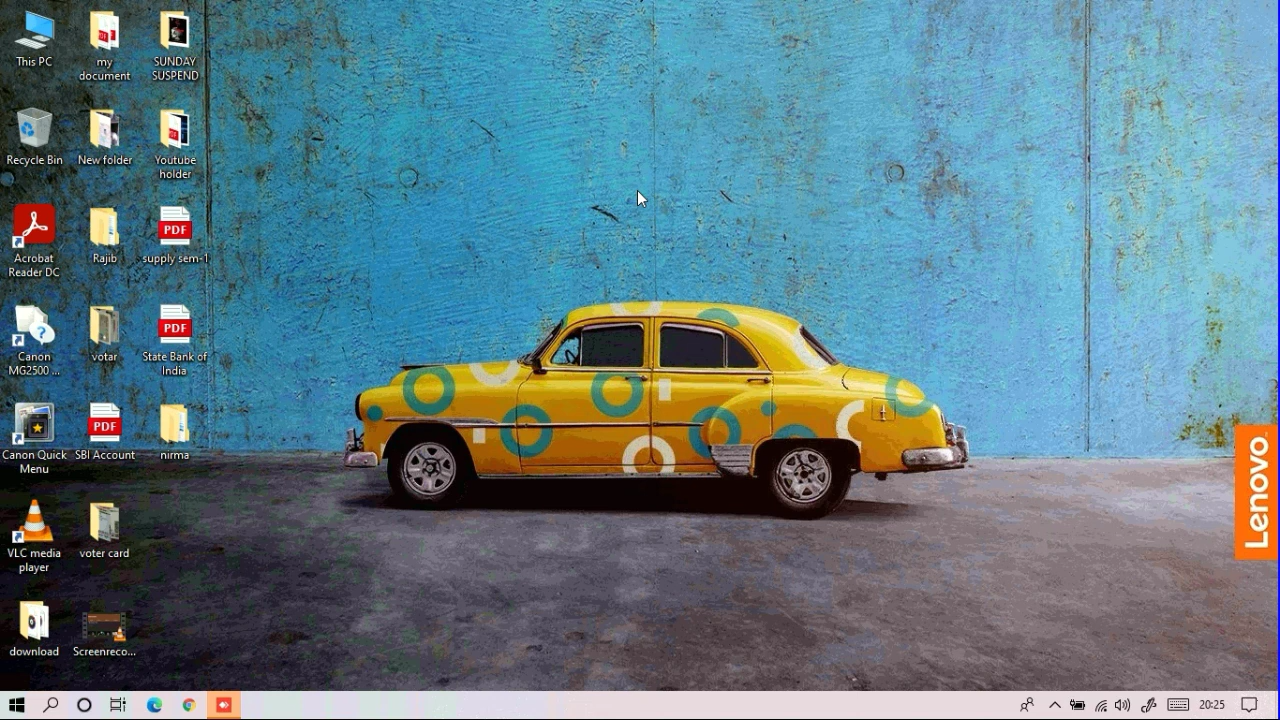 This PC
my
document
SUNDAY
SUSPEND
Recycle Bin
New folder
Youtube
holder
Acrobat
Reader DC
Rajib
PDF
supply sem-1
Canon
MG2500 ...
votar
PDF
State Bank of
India
Canon Quick
Menu
PDF
SBI Account
nirma
VLC media
player
voter card
download
Screenreco...
Lenovo
20:25